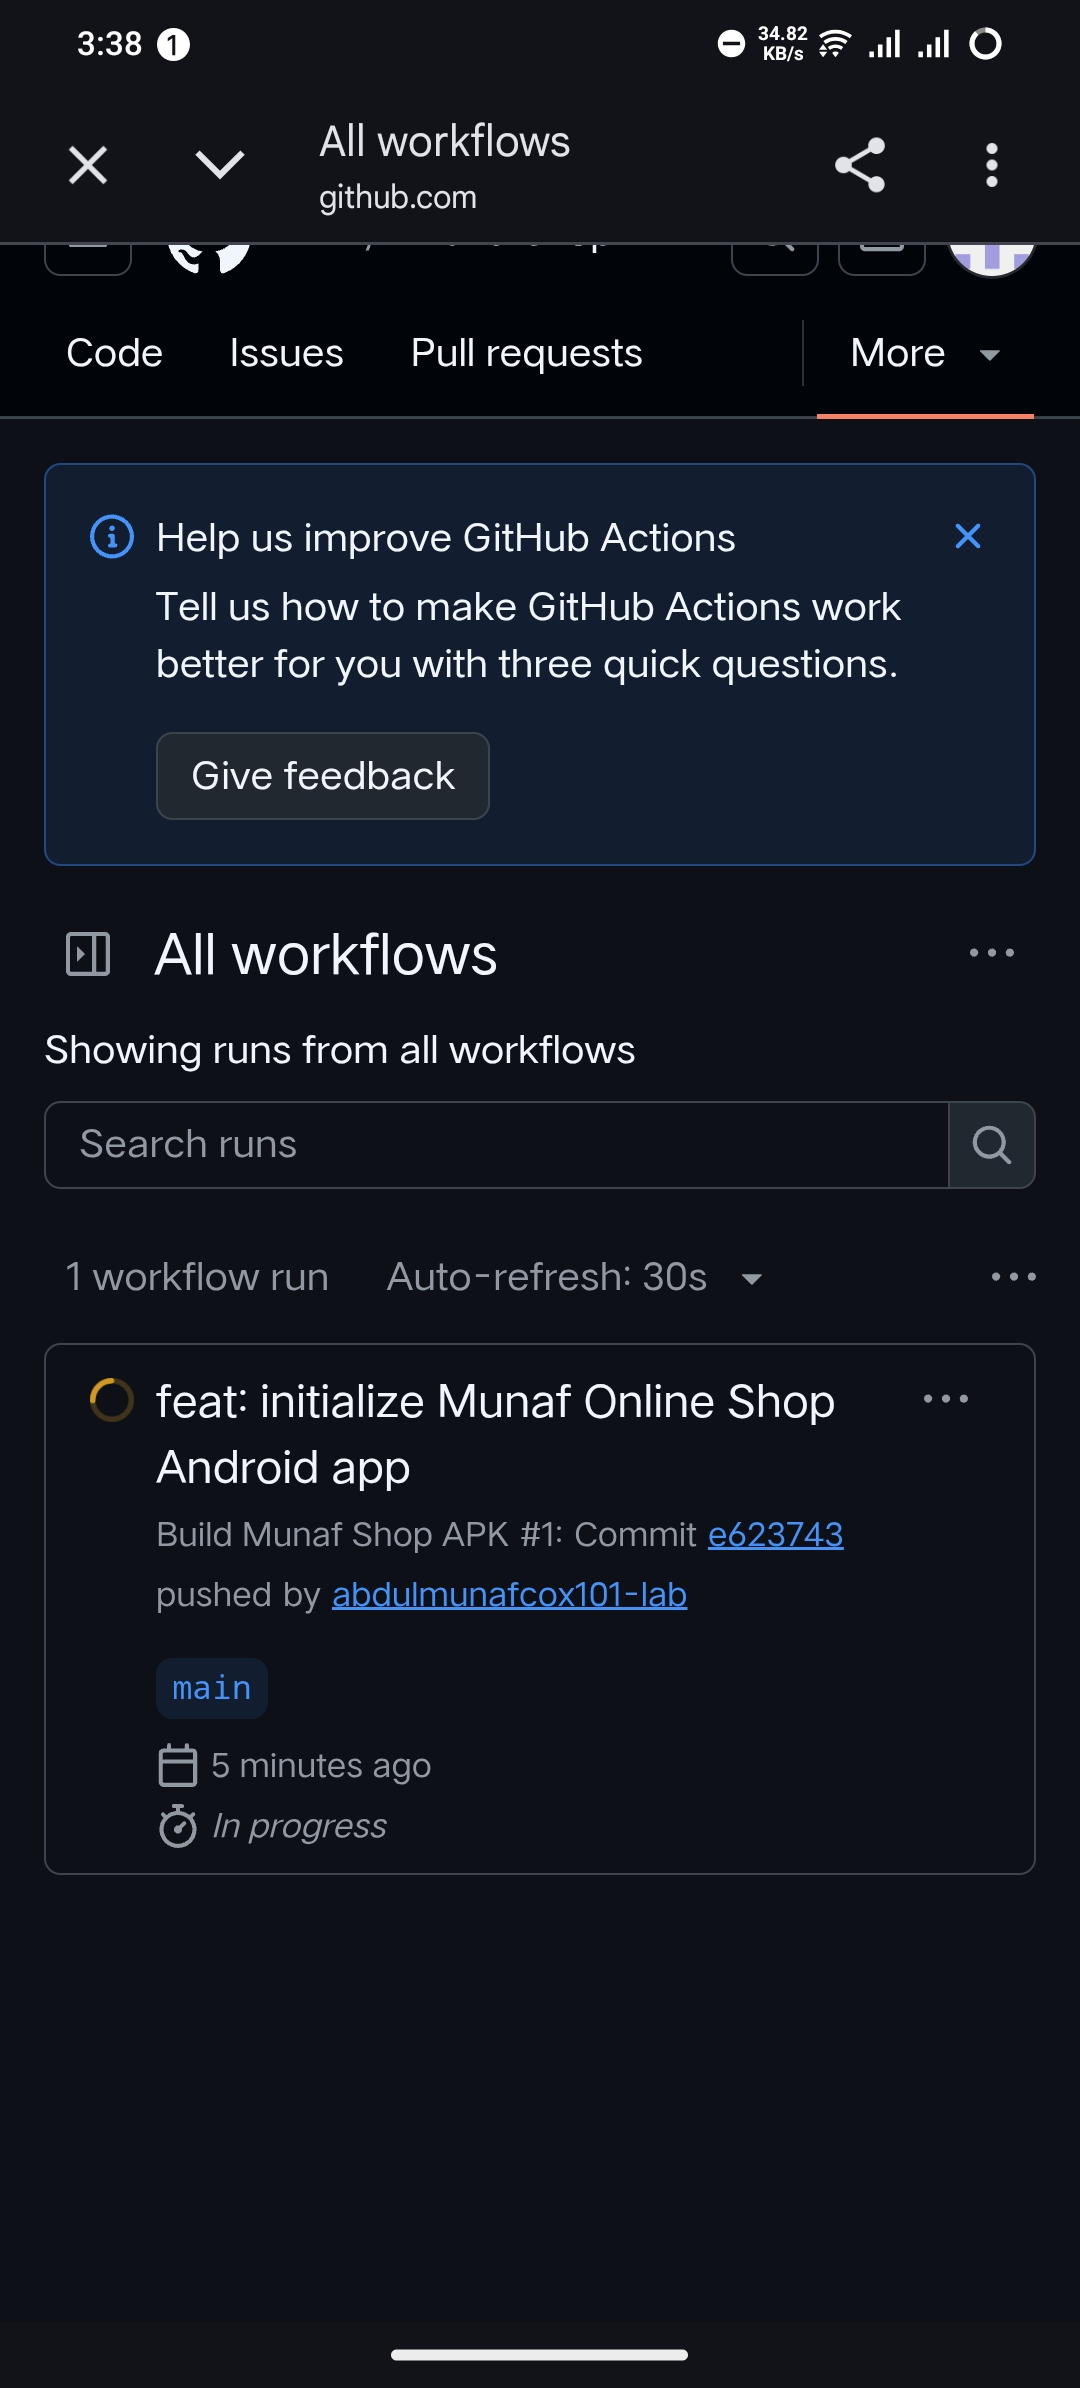 3:38 1 34.82
KB/s
All workflows
github.com
Code Issues Pull requests More
Help us improve GitHub Actions
Tell us how to make GitHub Actions work
better for you with three quick questions.
Give feedback
All workflows
Showing runs from all workflows
Search runs
1 workflow run Auto-refresh: 30s
feat: initialize Munaf Online Shop
Android app
Build Munaf Shop APK #1: Commit e623743
pushed by abdulmunafcox101-lab
main
5 minutes ago
In progress